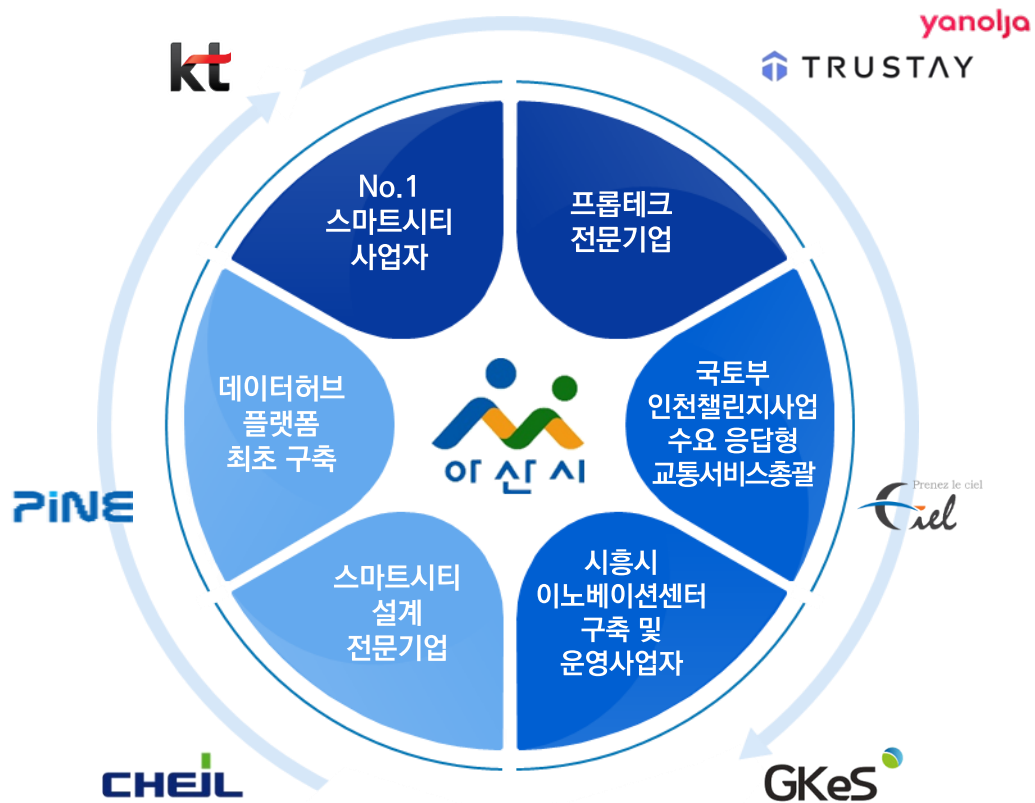 yanolja
kt
TRUSTAY
No.1
스마트시티
사업자
프롭테크
전문기업
데이터허브
플랫폼
최초 구축
국토부
인천챌린지사업
수요 응답형
교통서비스총괄
아산시
PiNE
Prenez le ciel
Ciel
스마트시티
설계
전문기업
시흥시
이노베이션센터
구축 및
운영사업자
CHEIL
GKeS